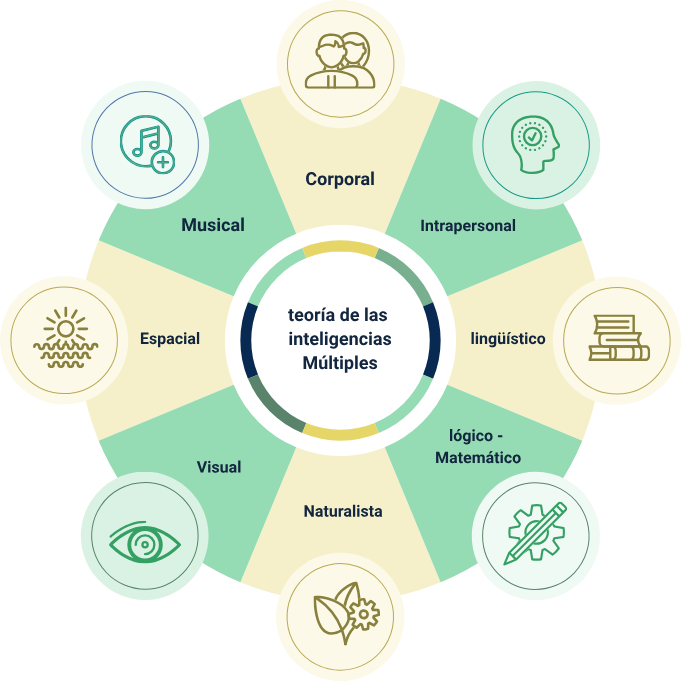 Corporal
Musical
Intrapersonal
teoría de las
inteligencias
Múltiples
Espacial
lingüístico
lógico -
Matemático
Visual
Naturalista